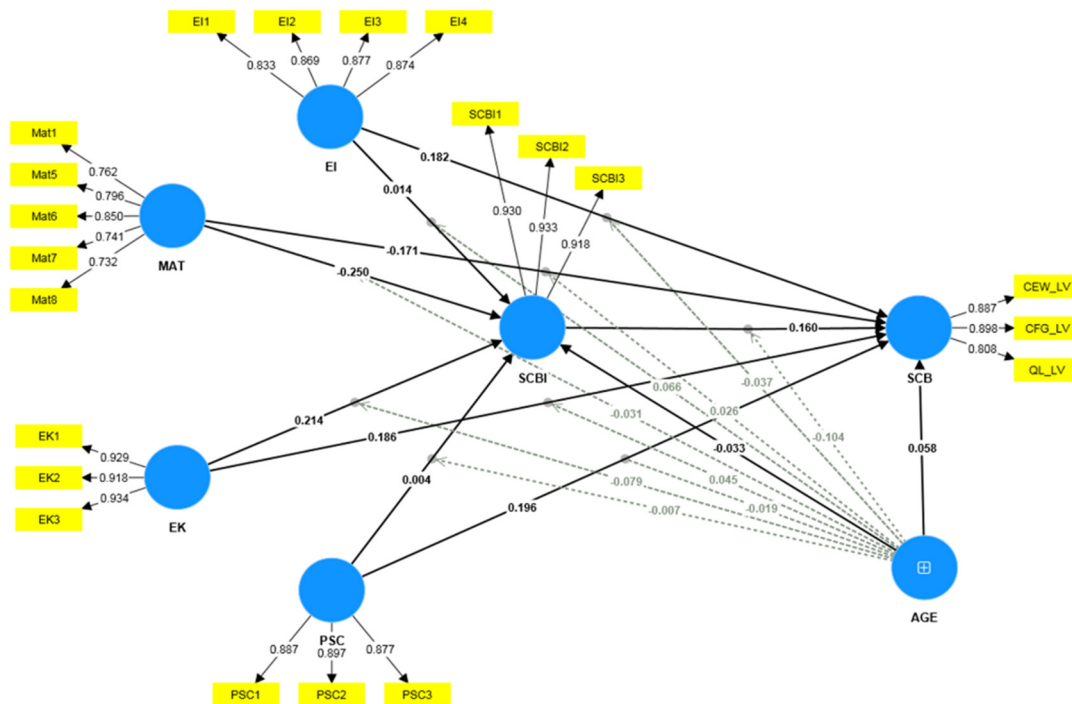 EI1
EI2
EI3
EI4
0.833
0.869
0.877
0.874
EI
Mat1
Mat5
Mat6
Mat7
Mat8
0.762
0.796
0.850
0.741
0.732
MAT
SCBI1
SCBI2
SCBI3
0.930
0.933
0.918
SCBI
0.182
0.014
-0.171
-0.250
0.160
CEW_LV
CFG_LV
QL_LV
0.887
0.898
0.808
SCB
EK1
EK2
EK3
0.929
0.918
0.934
EK
0.214
0.186
0.004
0.196
0.066
-0.037
0.026
-0.031
-0.104
-0.033
0.058
-0.079
0.045
-0.019
-0.007
AGE
PSC
0.887
0.897
0.877
PSC1
PSC2
PSC3